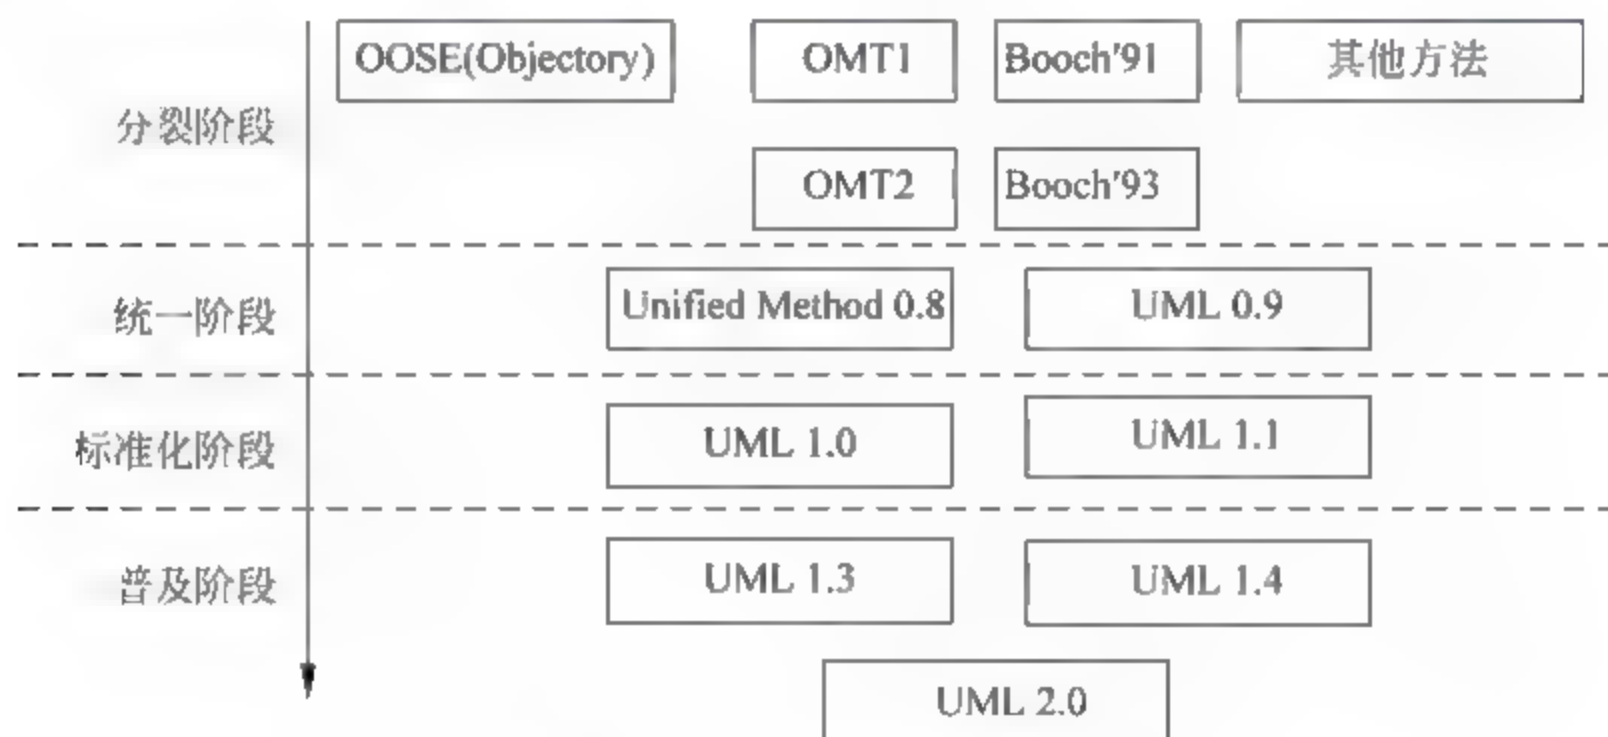 OOSE(Objectory)
OMT1
Booch'91
其他方法
分裂阶段
OMT2
Booch'93
统一阶段
Unified Method 0.8
UML 0.9
标准化阶段
UML 1.0
UML 1.1
普及阶段
UML 1.3
UML 1.4
UML 2.0